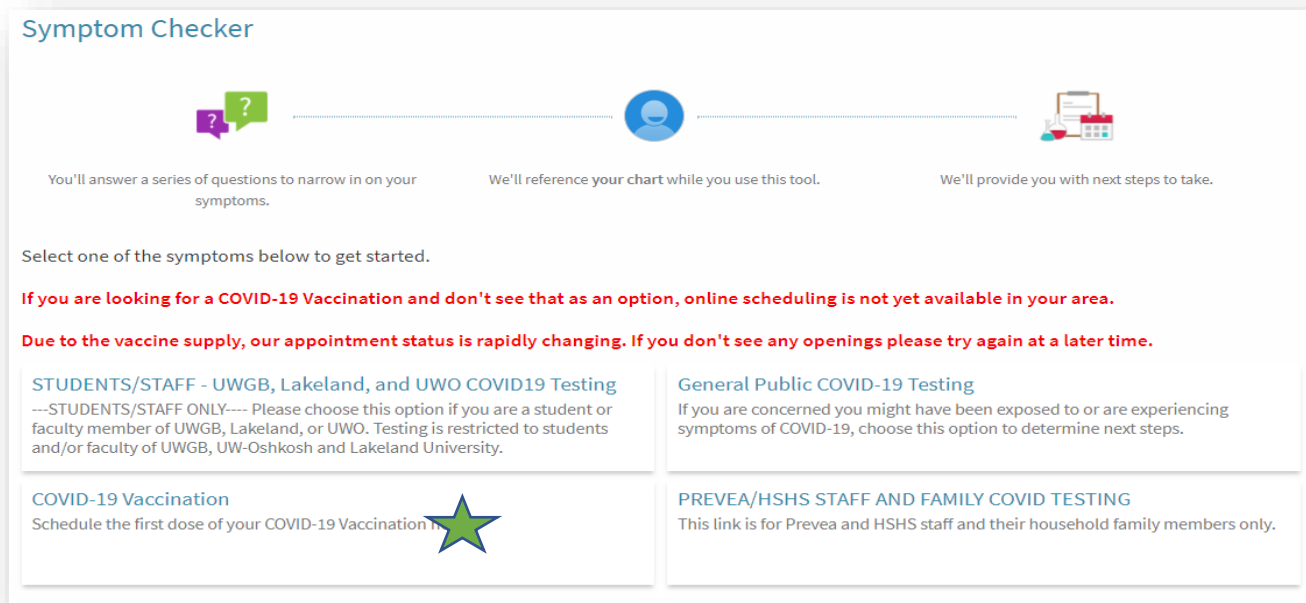 Symptom Checker
? ?
You'll answer a series of questions to narrow in on your
symptoms.
We'll reference your chart while you use this tool.
We'll provide you with next steps to take.
Select one of the symptoms below to get started.
If you are looking for a COVID-19 Vaccination and don't see that as an option, online scheduling is not yet available in your area.
Due to the vaccine supply, our appointment status is rapidly changing. If you don't see any openings please try again at a later time.
STUDENTS/STAFF - UWGB, Lakeland, and UWO COVID19 Testing
---STUDENTS/STAFF ONLY---- Please choose this option if you are a student or
faculty member of UWGB, Lakeland, or UWO. Testing is restricted to students
and/or faculty of UWGB, UW-Oshkosh and Lakeland University.
General Public COVID-19 Testing
If you are concerned you might have been exposed to or are experiencing
symptoms of COVID-19, choose this option to determine next steps.
COVID-19 Vaccination
Schedule the first dose of your COVID-19 Vaccination
PREVEA/HSHS STAFF AND FAMILY COVID TESTING
This link is for Prevea and HSHS staff and their household family members only.